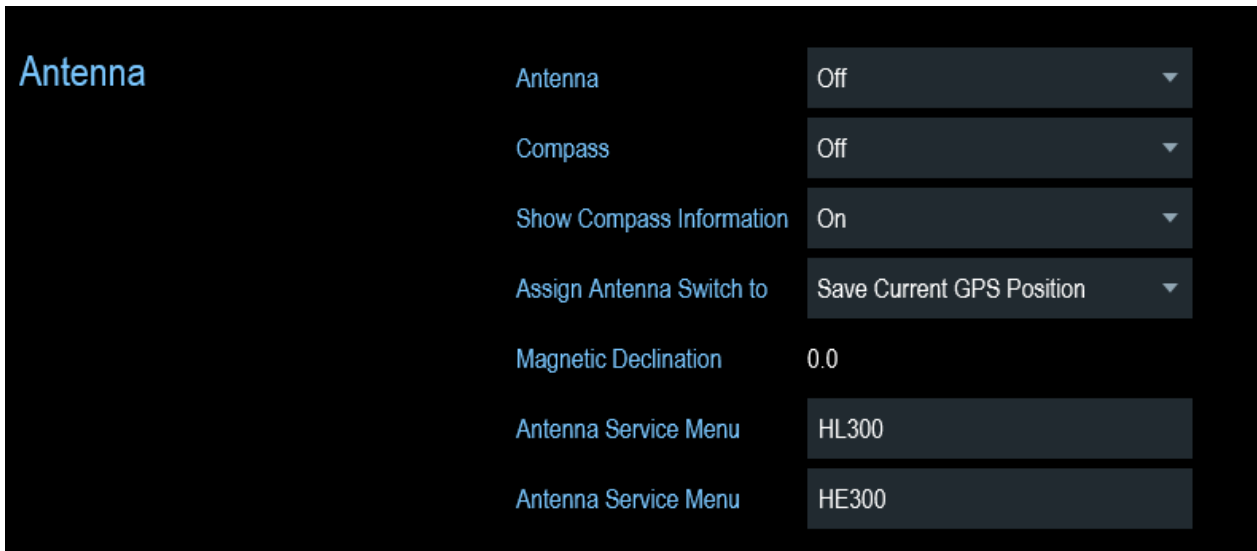 Antenna
Antenna Off
Compass Off
Show Compass Information On
Assign Antenna Switch to Save Current GPS Position
Magnetic Declination 0.0
Antenna Service Menu HL300
Antenna Service Menu HE300